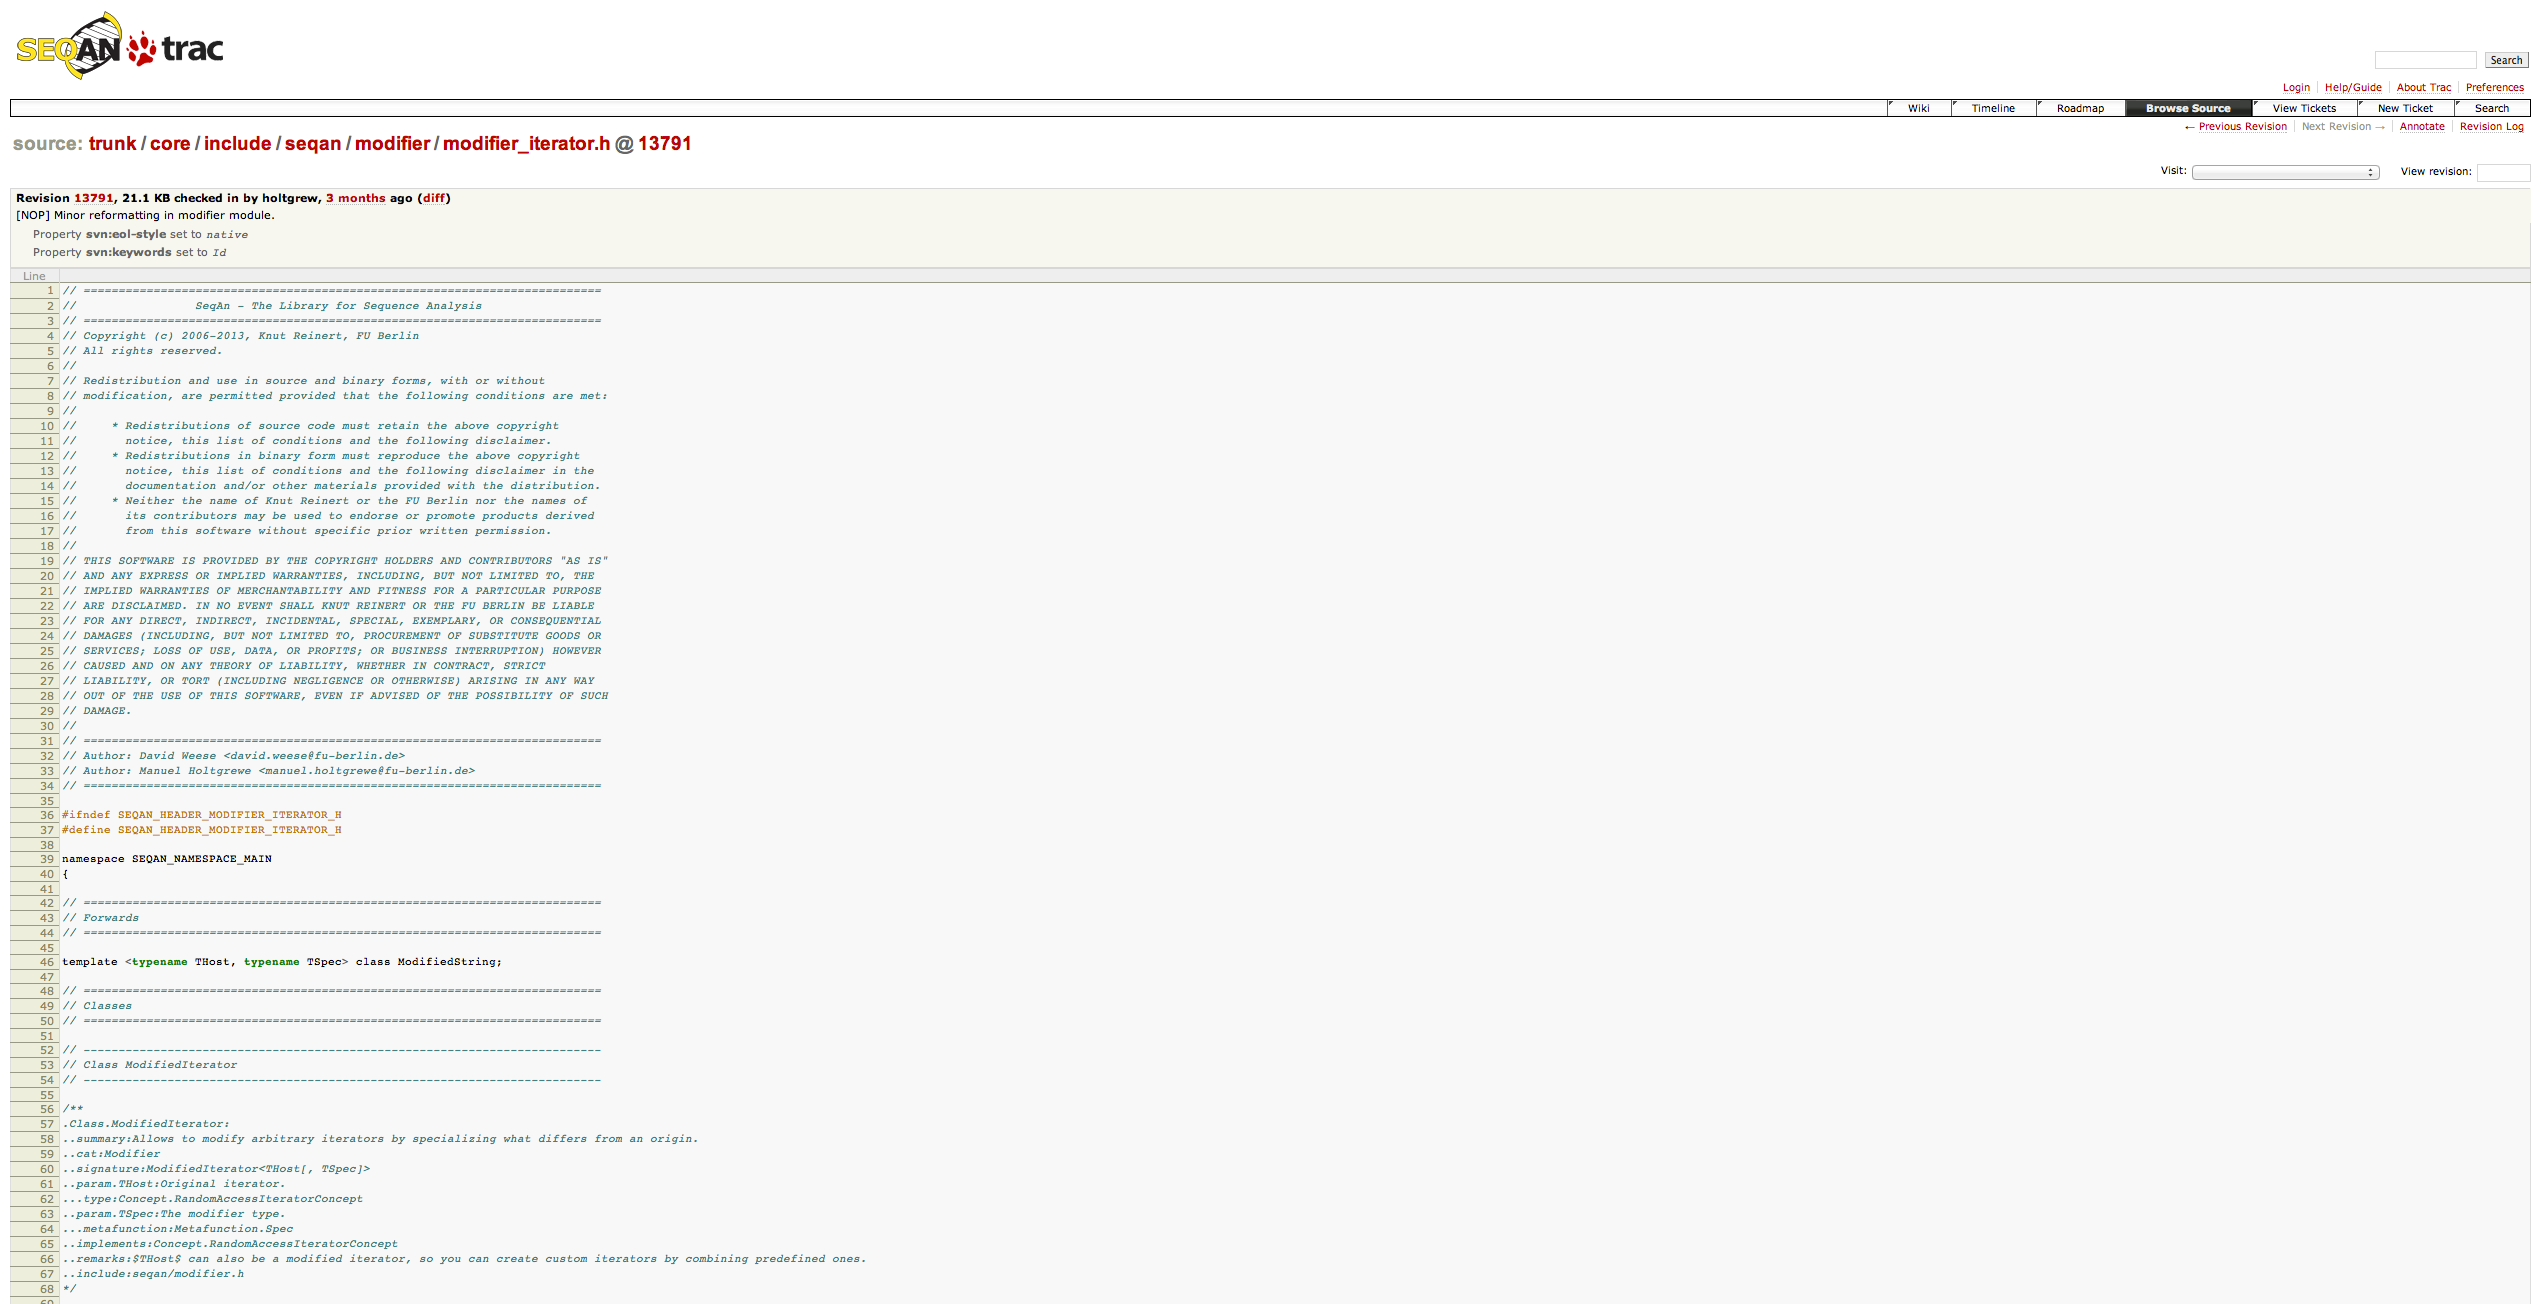 SEQAN trac
Search
Login Help/Guide About Trac Preferences
Wiki Timeline Roadmap Browse Source View Tickets New Ticket Search
← Previous Revision Next Revision → Annotate Revision Log
source: trunk / core / include / seqan / modifier / modifier_iterator.h @ 13791
Visit: View revision:
Revision 13791, 21.1 KB checked in by holtgrew, 3 months ago (diff)
[NOP] Minor reformatting in modifier module.
Property svn:eol-style set to native
Property svn:keywords set to Id
Line
1 // ==========================================================================
2 //                 SeqAn - The Library for Sequence Analysis
3 // ==========================================================================
4 // Copyright (c) 2006-2013, Knut Reinert, FU Berlin
5 // All rights reserved.
6 //
7 // Redistribution and use in source and binary forms, with or without
8 // modification, are permitted provided that the following conditions are met:
9 //
10 //     * Redistributions of source code must retain the above copyright
11 //       notice, this list of conditions and the following disclaimer.
12 //     * Redistributions in binary form must reproduce the above copyright
13 //       notice, this list of conditions and the following disclaimer in the
14 //       documentation and/or other materials provided with the distribution.
15 //     * Neither the name of Knut Reinert or the FU Berlin nor the names of
16 //       its contributors may be used to endorse or promote products derived
17 //       from this software without specific prior written permission.
18 //
19 // THIS SOFTWARE IS PROVIDED BY THE COPYRIGHT HOLDERS AND CONTRIBUTORS "AS IS"
20 // AND ANY EXPRESS OR IMPLIED WARRANTIES, INCLUDING, BUT NOT LIMITED TO, THE
21 // IMPLIED WARRANTIES OF MERCHANTABILITY AND FITNESS FOR A PARTICULAR PURPOSE
22 // ARE DISCLAIMED. IN NO EVENT SHALL KNUT REINERT OR THE FU BERLIN BE LIABLE
23 // FOR ANY DIRECT, INDIRECT, INCIDENTAL, SPECIAL, EXEMPLARY, OR CONSEQUENTIAL
24 // DAMAGES (INCLUDING, BUT NOT LIMITED TO, PROCUREMENT OF SUBSTITUTE GOODS OR
25 // SERVICES; LOSS OF USE, DATA, OR PROFITS; OR BUSINESS INTERRUPTION) HOWEVER
26 // CAUSED AND ON ANY THEORY OF LIABILITY, WHETHER IN CONTRACT, STRICT
27 // LIABILITY, OR TORT (INCLUDING NEGLIGENCE OR OTHERWISE) ARISING IN ANY WAY
28 // OUT OF THE USE OF THIS SOFTWARE, EVEN IF ADVISED OF THE POSSIBILITY OF SUCH
29 // DAMAGE.
30 //
31 // ==========================================================================
32 // Author: David Weese <david.weese@fu-berlin.de>
33 // Author: Manuel Holtgrewe <manuel.holtgrewe@fu-berlin.de>
34 // ==========================================================================
35
36 #ifndef SEQAN_HEADER_MODIFIER_ITERATOR_H
37 #define SEQAN_HEADER_MODIFIER_ITERATOR_H
38
39 namespace SEQAN_NAMESPACE_MAIN
40 {
41
42 // ==========================================================================
43 // Forwards
44 // ==========================================================================
45
46 template <typename THost, typename TSpec> class ModifiedString;
47
48 // ==========================================================================
49 // Classes
50 // ==========================================================================
51
52 // --------------------------------------------------------------------------
53 // Class ModifiedIterator
54 // --------------------------------------------------------------------------
55
56 /**
57 .Class.ModifiedIterator:
58 ..summary:Allows to modify arbitrary iterators by specializing what differs from an origin.
59 ..cat:Modifier
60 ..signature:ModifiedIterator<THost[, TSpec]>
61 ..param.THost:Original iterator.
62 ...type:Concept.RandomAccessIteratorConcept
63 ..param.TSpec:The modifier type.
64 ...metafunction:Metafunction.Spec
65 ..implements:Concept.RandomAccessIteratorConcept
66 ..remarks:$THost$ can also be a modified iterator, so you can create custom iterators by combining predefined ones.
67 ..include:seqan/modifier.h
68 */
69